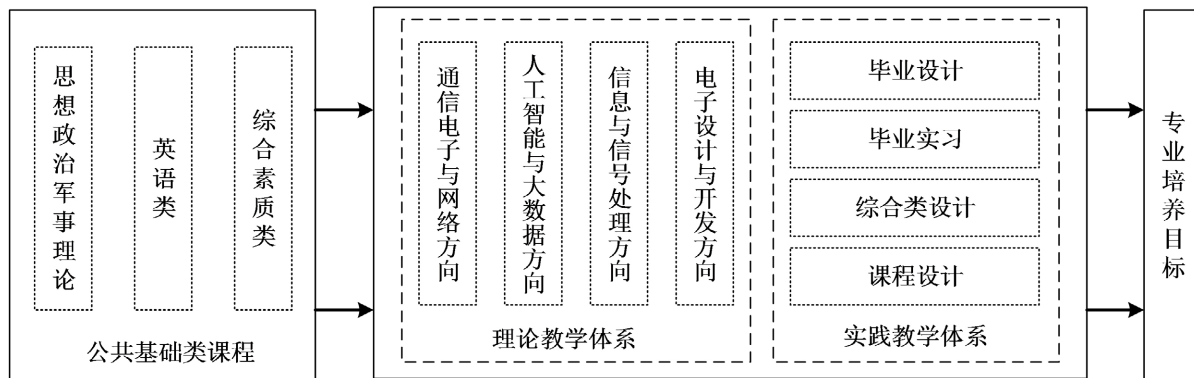 思想政治军事理论
英语类
综合素质类
公共基础类课程
通信电子与网络方向
人工智能与大数据方向
信息与信号处理方向
电子设计与开发方向
理论教学体系
毕业设计
毕业实习
综合类设计
课程设计
实践教学体系
专业培养目标